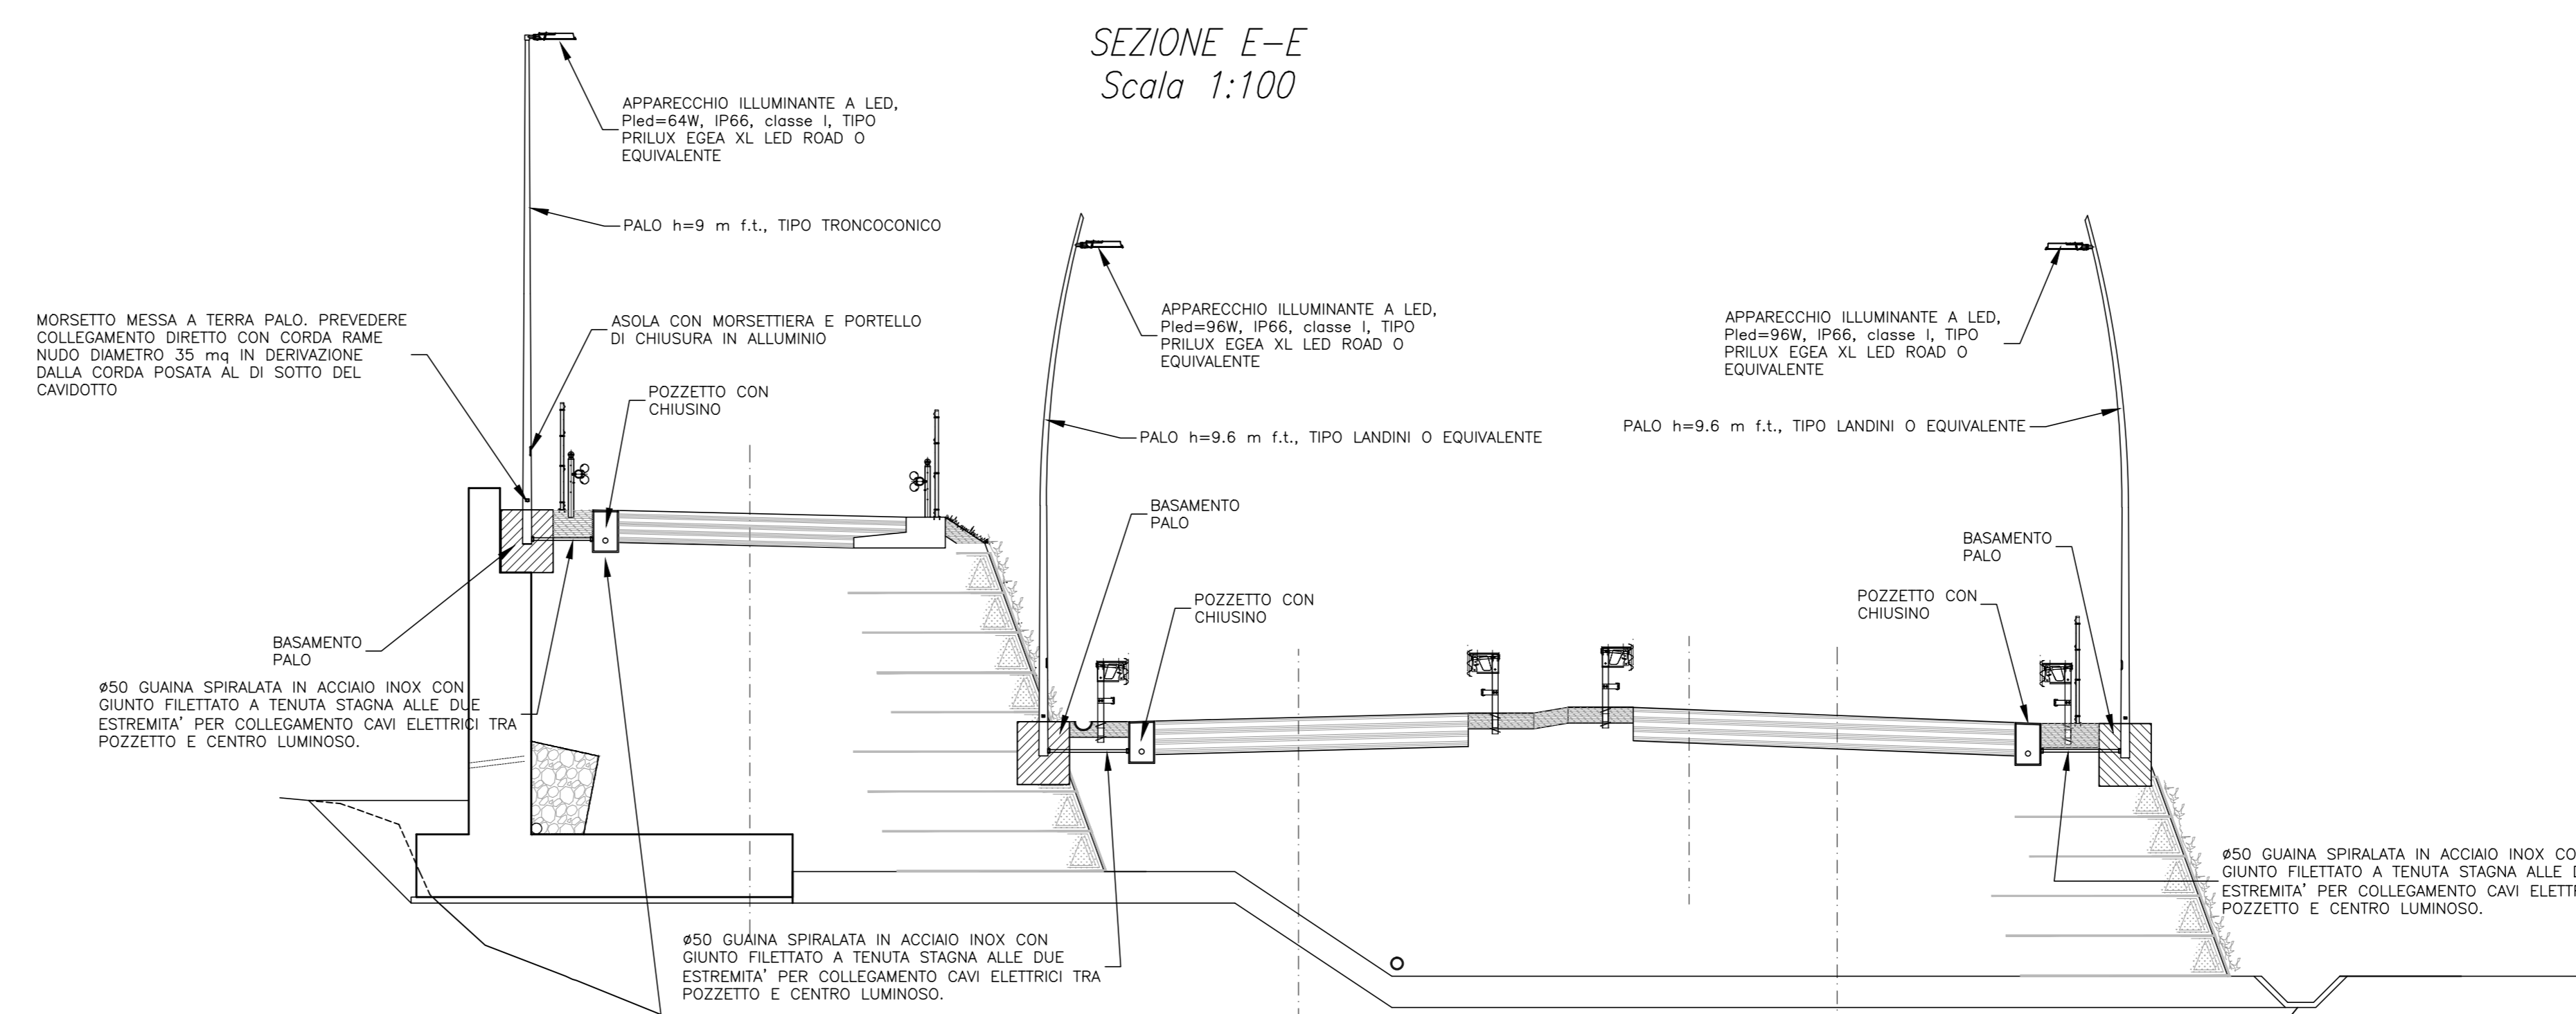 SEZIONE E-E
Scala 1:100
APPARECCHIO ILLUMINANTE A LED,
Pled=64W, IP66, classe I, TIPO
PRILUX EGEA XL LED ROAD O
EQUIVALENTE
PALO h=9 m f.t., TIPO TRONCOCONICO
MORSETTO MESSA A TERRA PALO. PREVEDERE
COLLEGAMENTO DIRETTO CON CORDA RAME
NUDO DIAMETRO 35 mq IN DERIVAZIONE
DALLA CORDA POSATA AL DI SOTTO DEL
CAVIDOTTO
ASOLA CON MORSETTIERA E PORTELLO
DI CHIUSURA IN ALLUMINIO
POZZETTO CON
CHIUSINO
APPARECCHIO ILLUMINANTE A LED,
Pled=96W, IP66, classe I, TIPO
PRILUX EGEA XL LED ROAD O
EQUIVALENTE
APPARECCHIO ILLUMINANTE A LED,
Pled=96W, IP66, classe I, TIPO
PRILUX EGEA XL LED ROAD O
EQUIVALENTE
PALO h=9.6 m f.t., TIPO LANDINI O EQUIVALENTE
PALO h=9.6 m f.t., TIPO LANDINI O EQUIVALENTE
BASAMENTO
PALO
BASAMENTO
PALO
POZZETTO CON
CHIUSINO
POZZETTO CON
CHIUSINO
BASAMENTO
PALO
ø50 GUAINA SPIRALATA IN ACCIAIO INOX CON
GIUNTO FILETTATO A TENUTA STAGNA ALLE DUE
ESTREMITA' PER COLLEGAMENTO CAVI ELETTRICI TRA
POZZETTO E CENTRO LUMINOSO.
ø50 GUAINA SPIRALATA IN ACCIAIO INOX CON
GIUNTO FILETTATO A TENUTA STAGNA ALLE DUE
ESTREMITA' PER COLLEGAMENTO CAVI ELETTRICI TRA
POZZETTO E CENTRO LUMINOSO.
ø50 GUAINA SPIRALATA IN ACCIAIO INOX CO
GIUNTO FILETTATO A TENUTA STAGNA ALLE
ESTREMITA' PER COLLEGAMENTO CAVI ELETT
POZZETTO E CENTRO LUMINOSO.